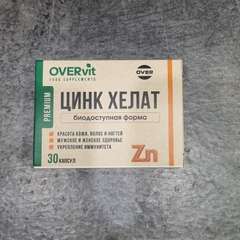 OVERvit
FOOD SUPPLEMENTS
OVER
PREMIUM
ЦИНК ХЕЛАТ
биодоступная форма
КРАСОТА КОЖИ, ВОЛОС И НОГТЕЙ
МУЖСКОЕ И ЖЕНСКОЕ ЗДОРОВЬЕ
УКРЕПЛЕНИЕ ИММУНИТЕТА
30 КАПСУЛ
Zn